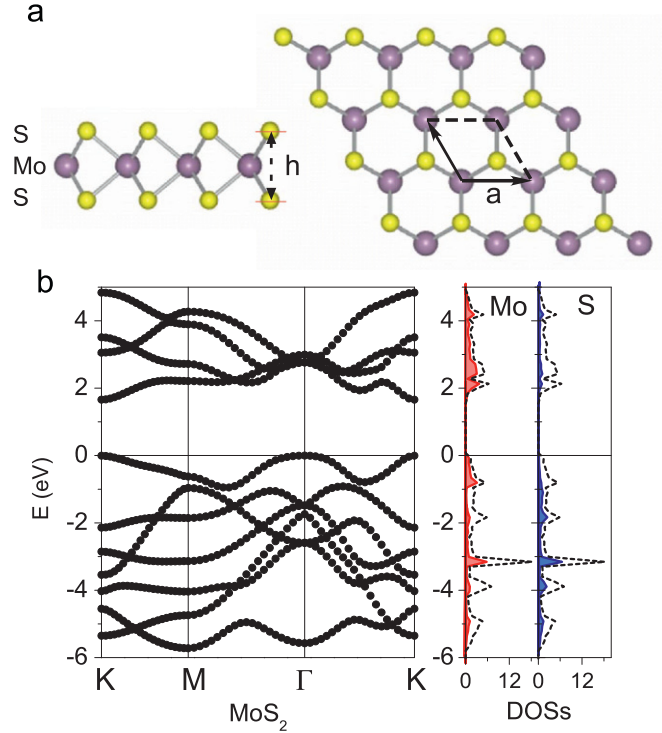 a
S
Mo
S
h
a
b
Mo S
4
2
0
-2
-4
-6
E (eV)
K M Γ K
0 12 0 12
MoS2
DOSs